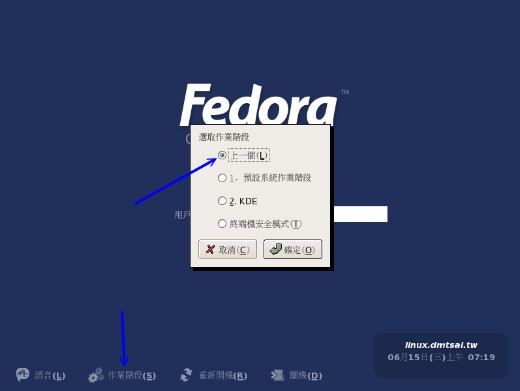 Fedora
TM
選取作業階段
上一個(L)
1. 預設系統作業階段
2. KDE
終端機安全模式(T)
用戶
取消(C)
確定(O)
linux.dmtsai.tw
06月15日(三)上午 07:19
語言(L)
作業階段(S)
重新開機(R)
關機(D)